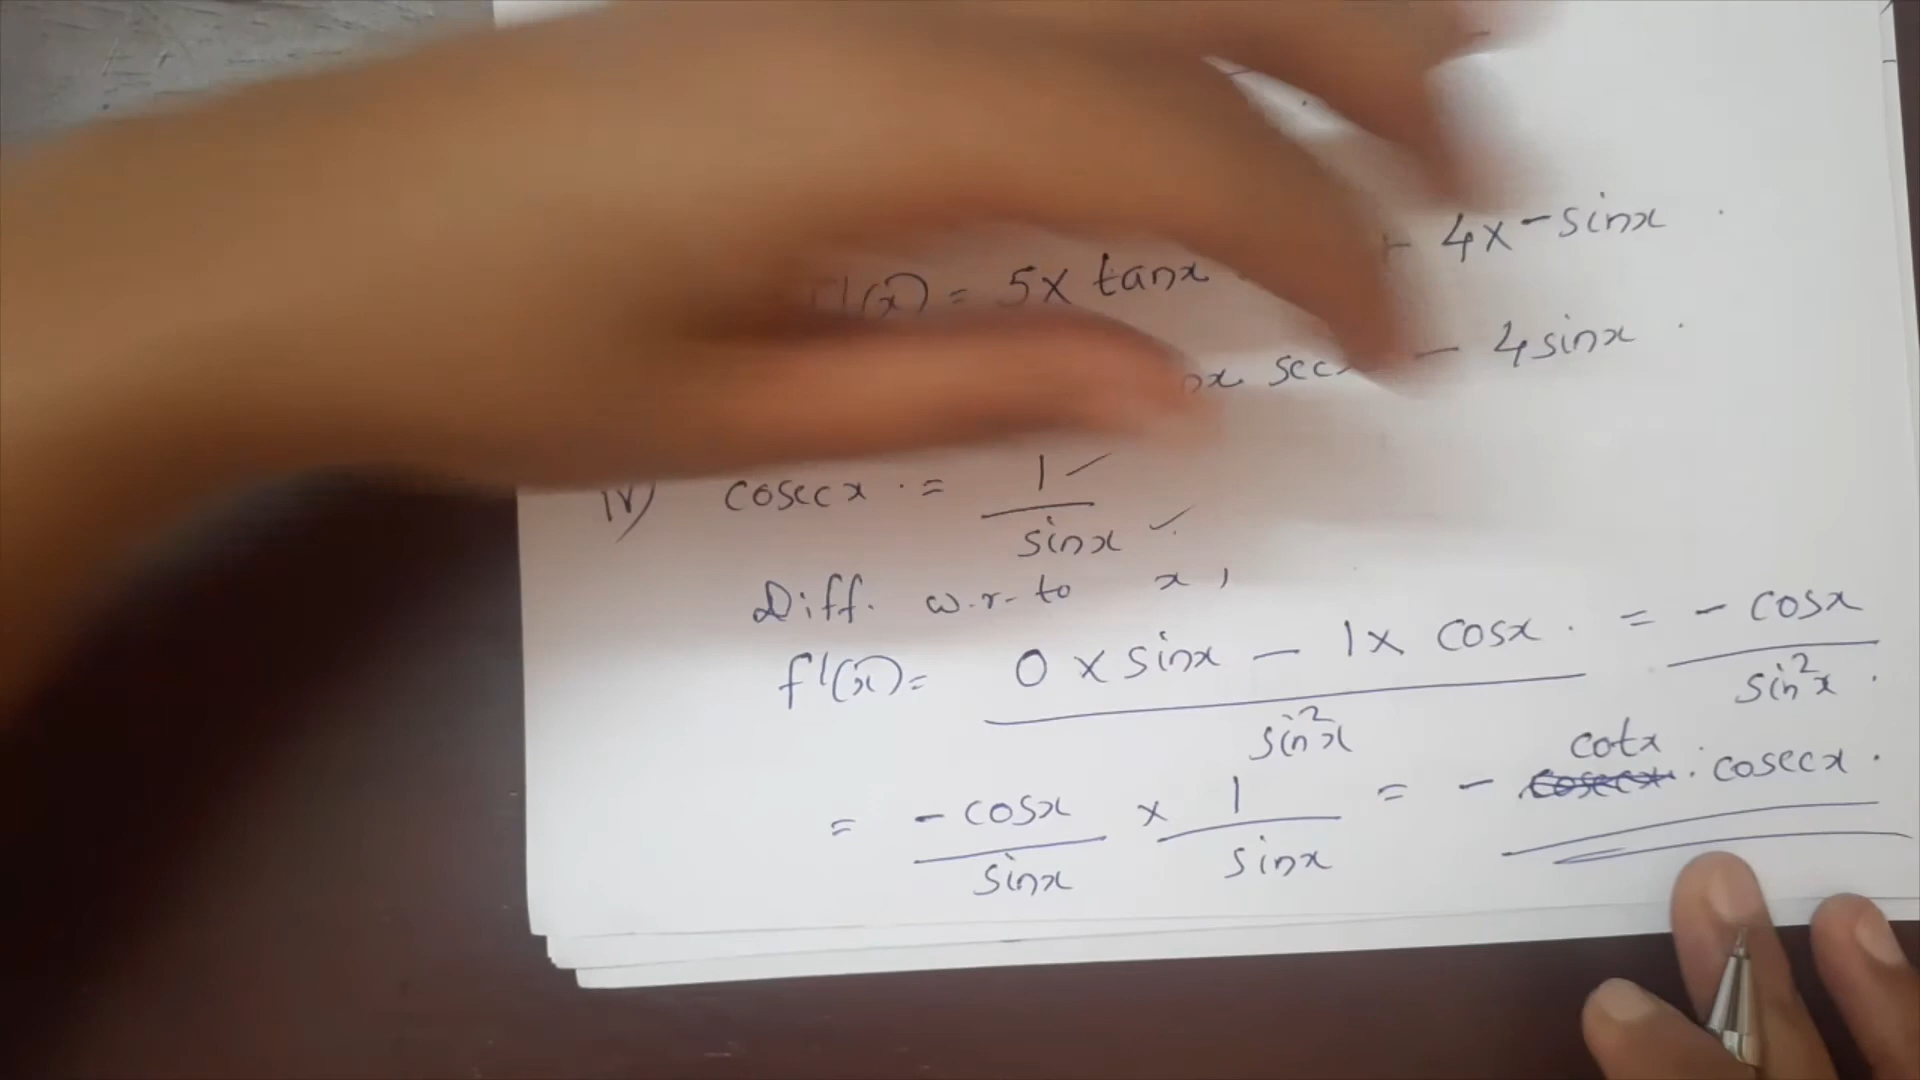 f'(x) = 5x tanx - 4x-sinx
secx - 4sinx
iv) cosecx = 1/sinx
Diff. w.r.to x,
f'(x)= 0 x sinx - 1x cosx / sin²x = - cosx / sin²x
= - cosx / sinx x 1 / sinx = - cotx . cosecx